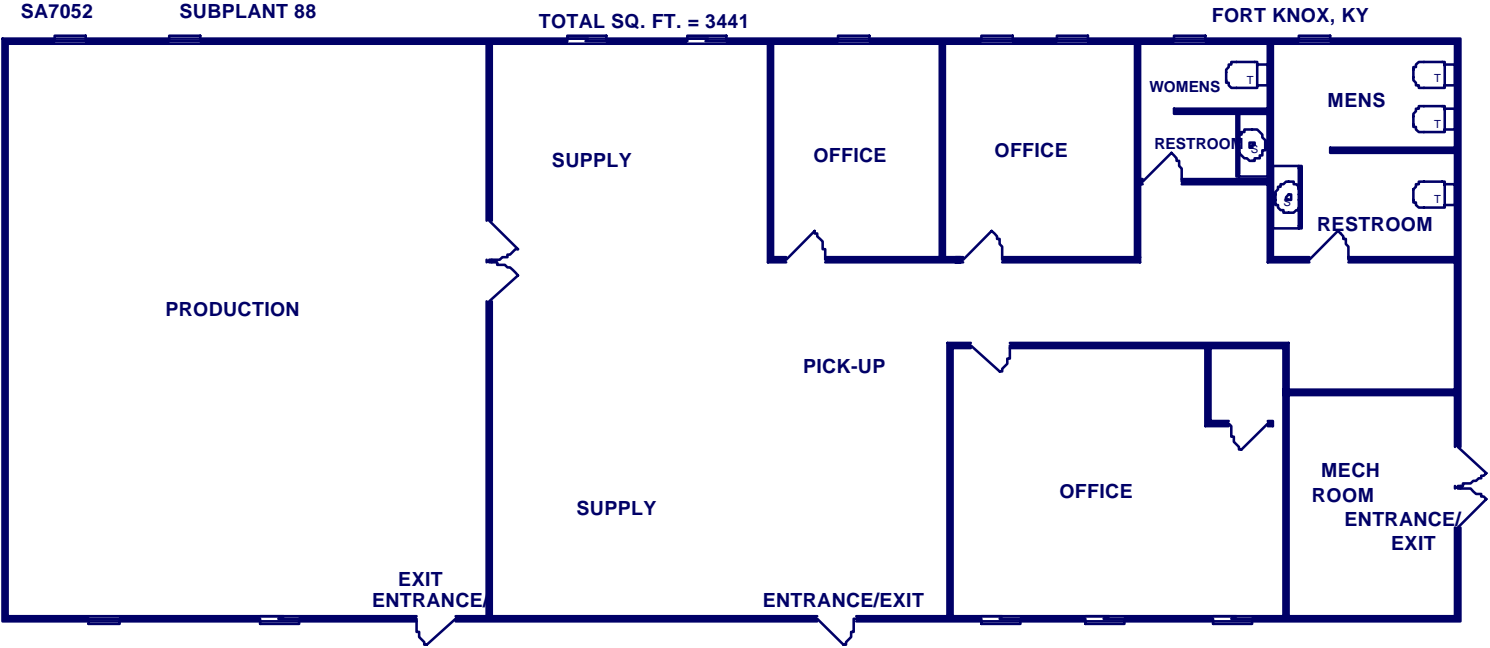 SA7052
SUBPLANT 88
TOTAL SQ. FT. = 3441
FORT KNOX, KY
WOMENS
T
T
MENS
T
SUPPLY
OFFICE
OFFICE
RESTROOM
S
T
S
RESTROOM
PRODUCTION
PICK-UP
MECH
ROOM
OFFICE
SUPPLY
ENTRANCE/
EXIT
EXIT
ENTRANCE/
ENTRANCE/EXIT